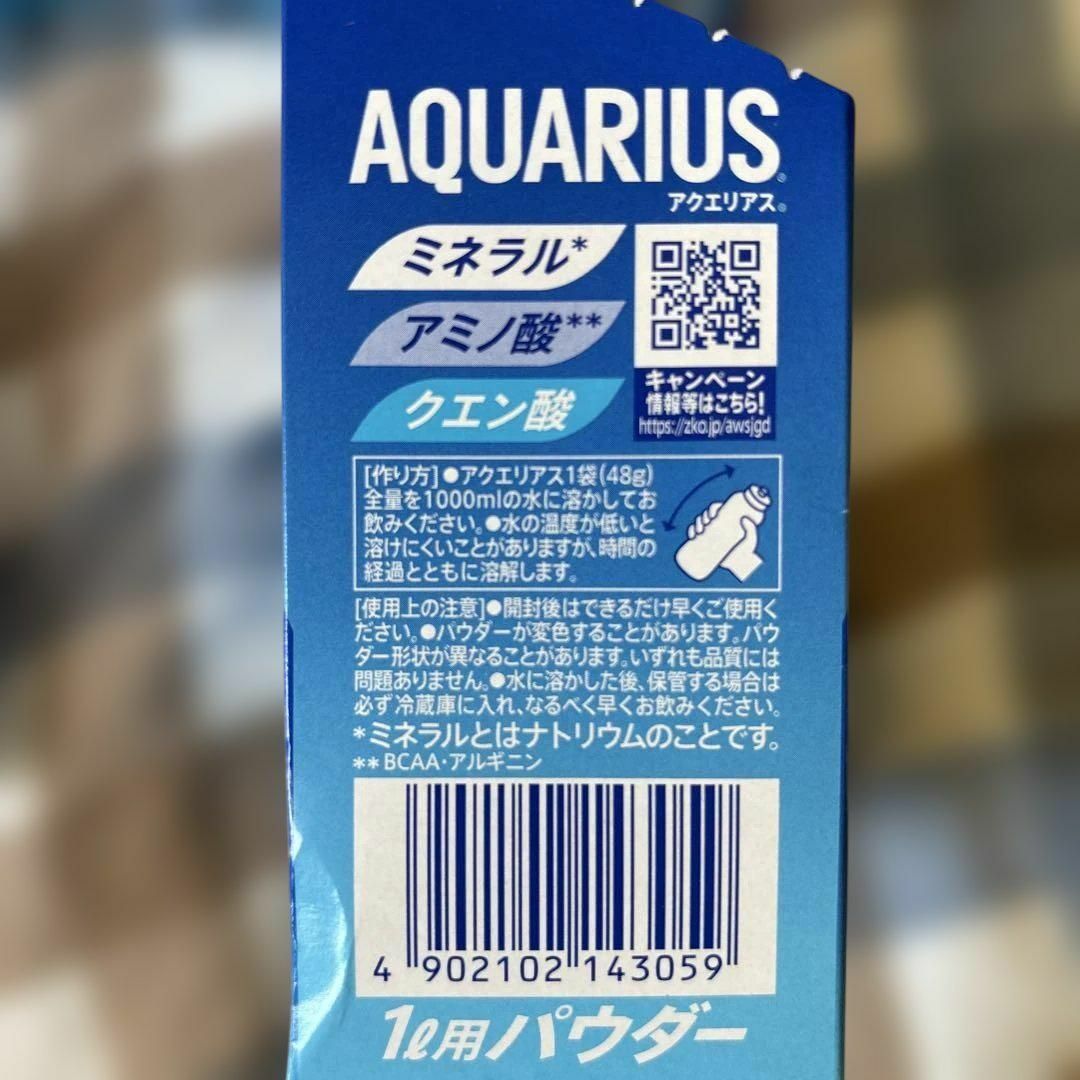 AQUARIUS®
アクエリアス®
ミネラル*
アミノ酸**
クエン酸
キャンペーン
情報等はこちら!
https://zko.jp/awsjgd
[作り方]●アクエリアス1袋(48g)
全量を1000mlの水に溶かしてお
飲みください。●水の温度が低いと
溶けにくいことがありますが、時間の
経過とともに溶解します。
[使用上の注意]●開封後はできるだけ早くご使用く
ださい。●パウダーが変色することがあります。パウ
ダー形状が異なることがあります。いずれも品質には
問題ありません。●水に溶かした後、保管する場合は
必ず冷蔵庫に入れ、なるべく早くお飲みください。
*ミネラルとはナトリウムのことです。
**BCAA・アルギニン
4 902102 143059
1ℓ用パウダー